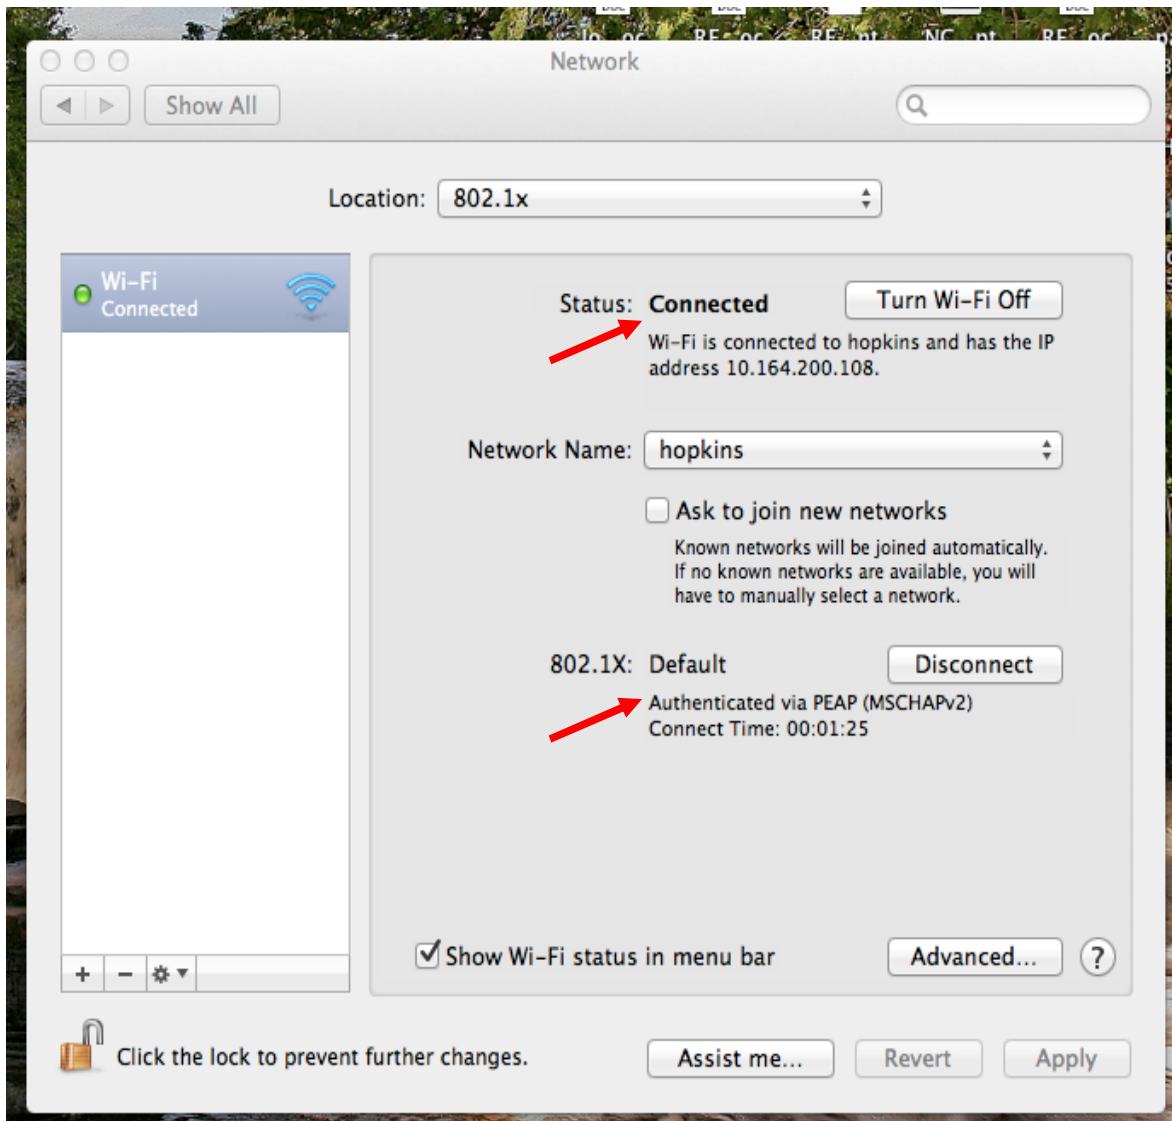 Network
Show All
Location: 802.1x
Wi-Fi
Connected
Status: Connected
Turn Wi-Fi Off
Wi-Fi is connected to hopkins and has the IP
address 10.164.200.108.
Network Name: hopkins
Ask to join new networks
Known networks will be joined automatically.
If no known networks are available, you will
have to manually select a network.
802.1X: Default
Disconnect
Authenticated via PEAP (MSCHAPv2)
Connect Time: 00:01:25
Show Wi-Fi status in menu bar
Advanced...
?
Click the lock to prevent further changes.
Assist me...
Revert
Apply